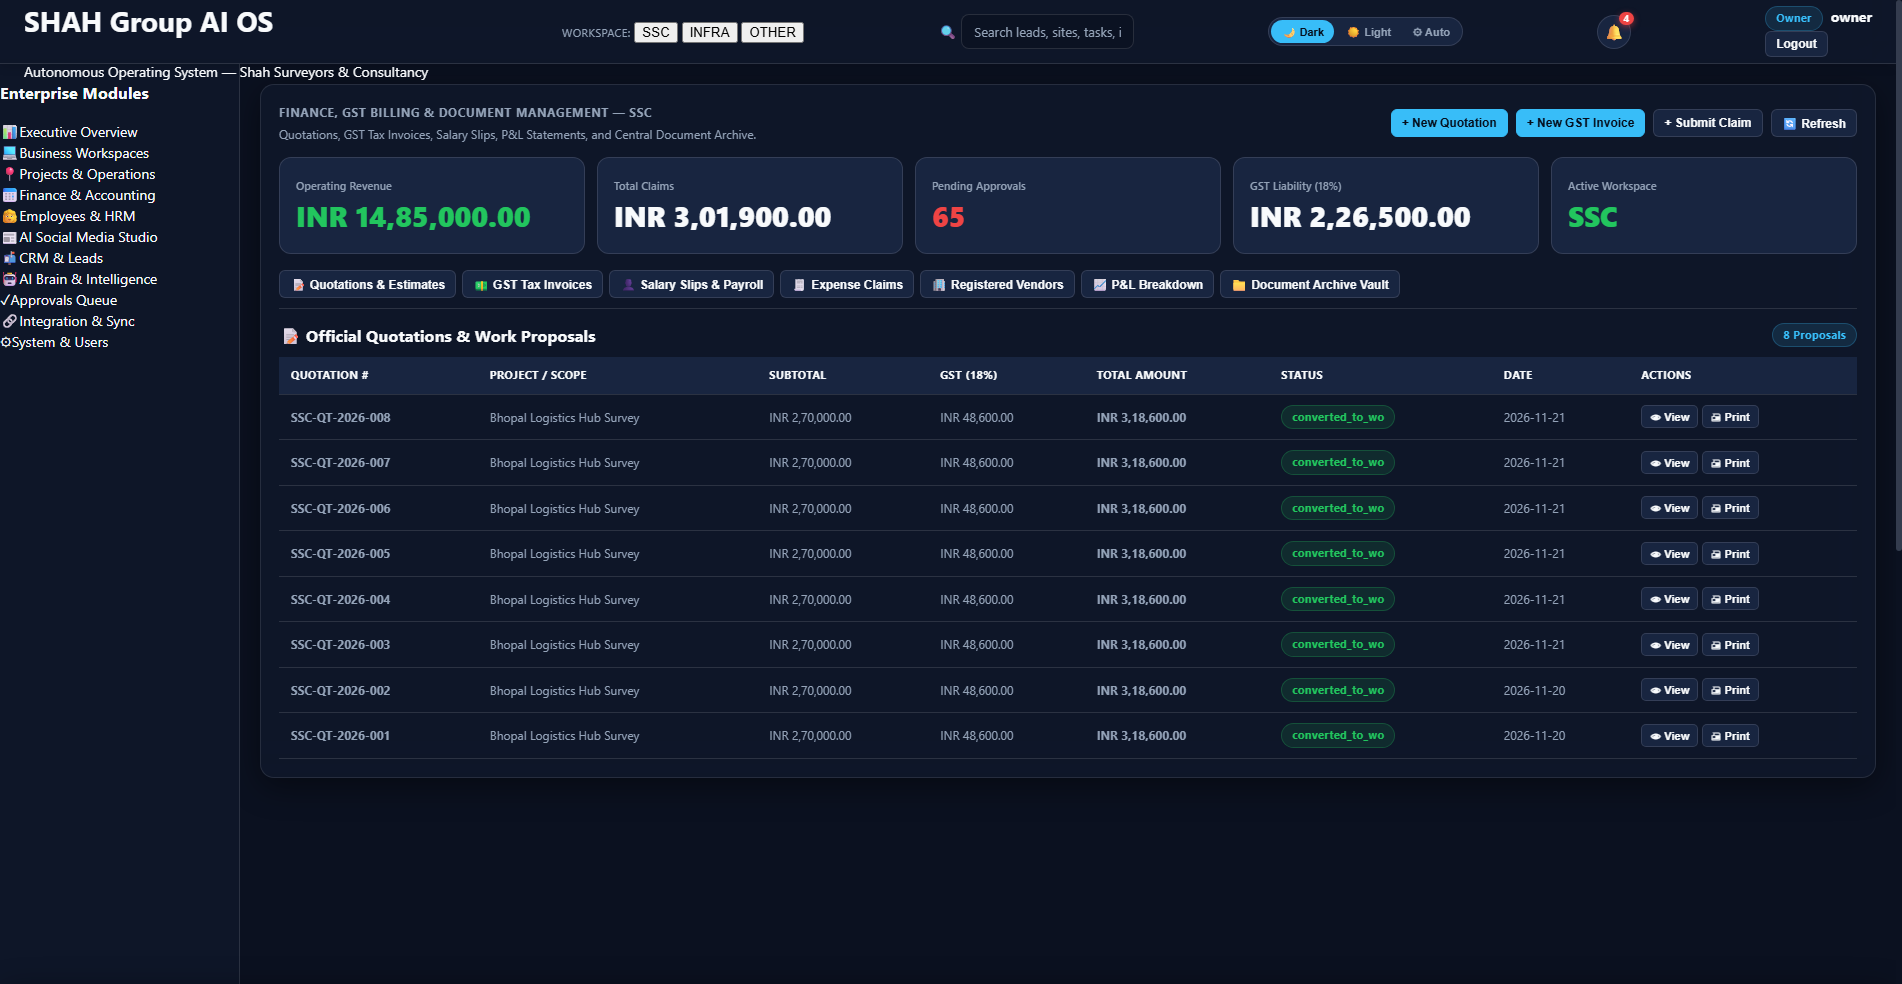 SHAH Group AI OS
WORKSPACE: SSC INFRA OTHER
Search leads, sites, tasks, i
Dark Light Auto
4
Owner owner
Logout
Autonomous Operating System — Shah Surveyors & Consultancy
Enterprise Modules
Executive Overview
Business Workspaces
Projects & Operations
Finance & Accounting
Employees & HRM
AI Social Media Studio
CRM & Leads
AI Brain & Intelligence
✓Approvals Queue
Integration & Sync
System & Users
FINANCE, GST BILLING & DOCUMENT MANAGEMENT — SSC
Quotations, GST Tax Invoices, Salary Slips, P&L Statements, and Central Document Archive.
+ New Quotation + New GST Invoice + Submit Claim Refresh
Operating Revenue
INR 14,85,000.00
Total Claims
INR 3,01,900.00
Pending Approvals
65
GST Liability (18%)
INR 2,26,500.00
Active Workspace
SSC
Quotations & Estimates GST Tax Invoices Salary Slips & Payroll Expense Claims Registered Vendors P&L Breakdown Document Archive Vault
Official Quotations & Work Proposals
8 Proposals
QUOTATION # PROJECT / SCOPE SUBTOTAL GST (18%) TOTAL AMOUNT STATUS DATE ACTIONS
SSC-QT-2026-008 Bhopal Logistics Hub Survey INR 2,70,000.00 INR 48,600.00 INR 3,18,600.00 converted_to_wo 2026-11-21 View Print
SSC-QT-2026-007 Bhopal Logistics Hub Survey INR 2,70,000.00 INR 48,600.00 INR 3,18,600.00 converted_to_wo 2026-11-21 View Print
SSC-QT-2026-006 Bhopal Logistics Hub Survey INR 2,70,000.00 INR 48,600.00 INR 3,18,600.00 converted_to_wo 2026-11-21 View Print
SSC-QT-2026-005 Bhopal Logistics Hub Survey INR 2,70,000.00 INR 48,600.00 INR 3,18,600.00 converted_to_wo 2026-11-21 View Print
SSC-QT-2026-004 Bhopal Logistics Hub Survey INR 2,70,000.00 INR 48,600.00 INR 3,18,600.00 converted_to_wo 2026-11-21 View Print
SSC-QT-2026-003 Bhopal Logistics Hub Survey INR 2,70,000.00 INR 48,600.00 INR 3,18,600.00 converted_to_wo 2026-11-21 View Print
SSC-QT-2026-002 Bhopal Logistics Hub Survey INR 2,70,000.00 INR 48,600.00 INR 3,18,600.00 converted_to_wo 2026-11-20 View Print
SSC-QT-2026-001 Bhopal Logistics Hub Survey INR 2,70,000.00 INR 48,600.00 INR 3,18,600.00 converted_to_wo 2026-11-20 View Print